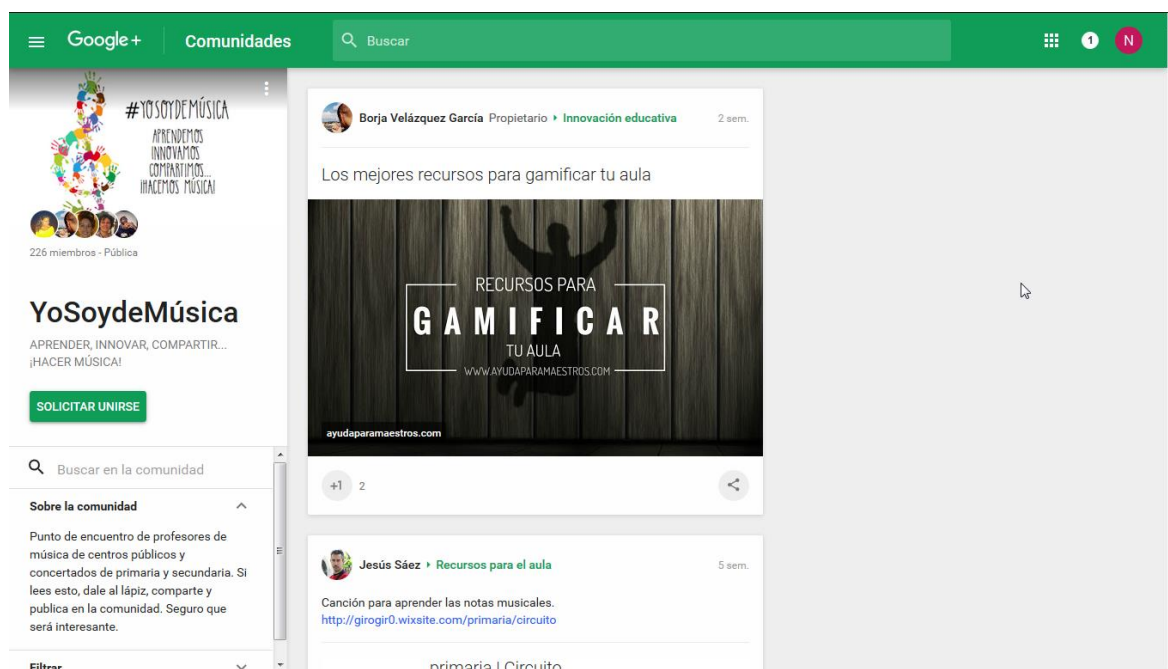 Google+ Comunidades
Buscar
1
N
#YOSOYDEMÚSICA
APRENDEMOS
INNOVAMOS
COMPARTIMOS...
¡HACEMOS MÚSICA!
226 miembros - Pública
YoSoydeMúsica
APRENDER, INNOVAR, COMPARTIR...
¡HACER MÚSICA!
SOLICITAR UNIRSE
Buscar en la comunidad
Sobre la comunidad
Punto de encuentro de profesores de
música de centros públicos y
concertados de primaria y secundaria. Si
lees esto, dale al lápiz, comparte y
publica en la comunidad. Seguro que
será interesante.
Filtrar
Borja Velázquez García Propietario Innovación educativa 2 sem.
Los mejores recursos para gamificar tu aula
RECURSOS PARA
GAMIFICAR
TU AULA
WWW.AYUDAPARAMAESTROS.COM
ayudaparamaestros.com
+1 2
Jesús Sáez Recursos para el aula 5 sem.
Canción para aprender las notas musicales.
http://girogir0.wixsite.com/primaria/circuito
primaria | Circuito